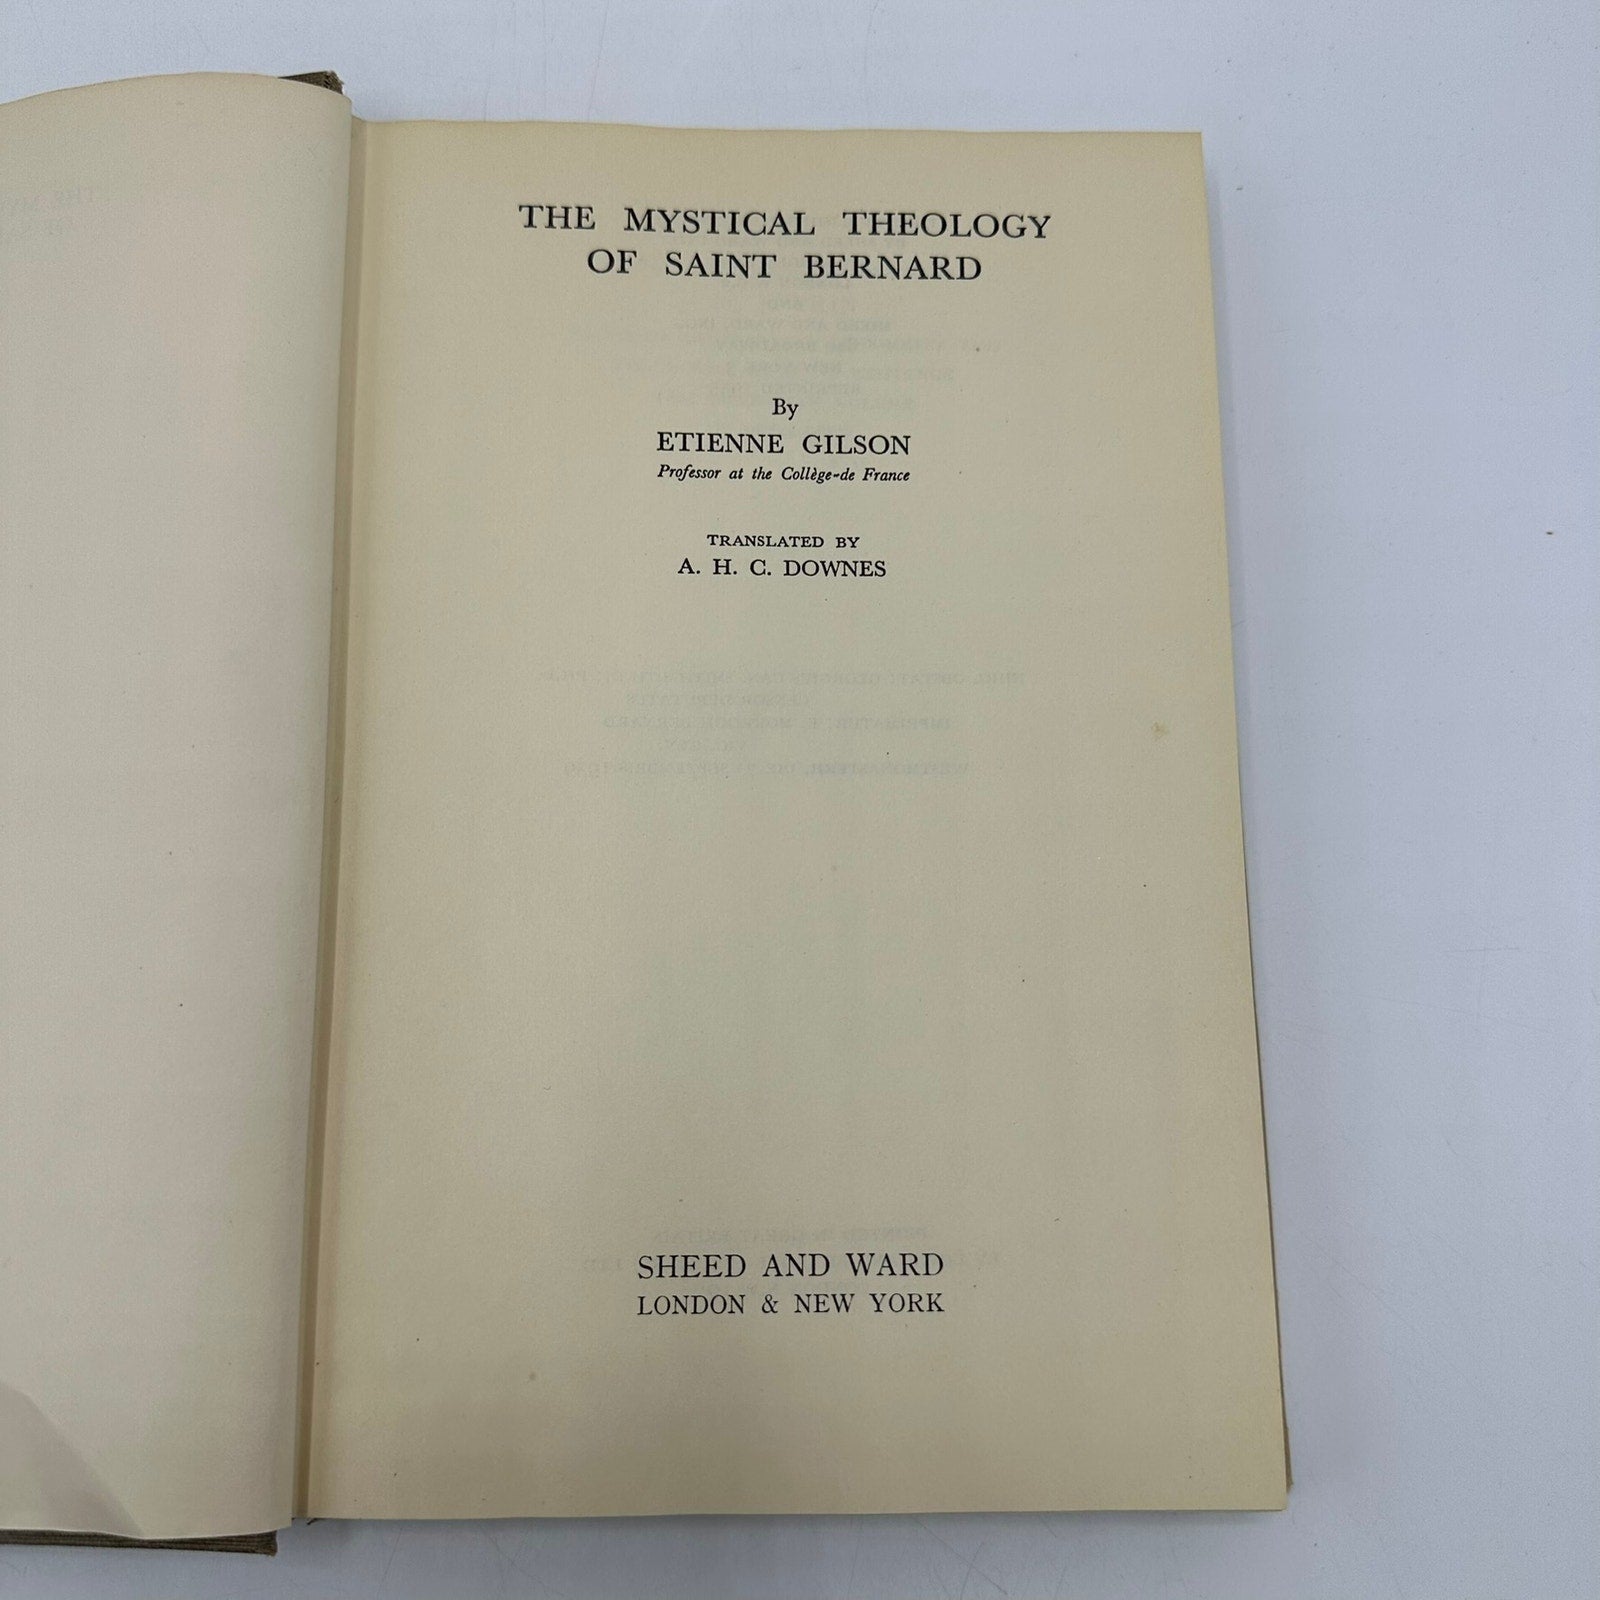 THE MYSTICAL THEOLOGY
OF SAINT BERNARD
By
ETIENNE GILSON
Professor at the Collège-de France
TRANSLATED BY
A. H. C. DOWNES
SHEED AND WARD
LONDON & NEW YORK